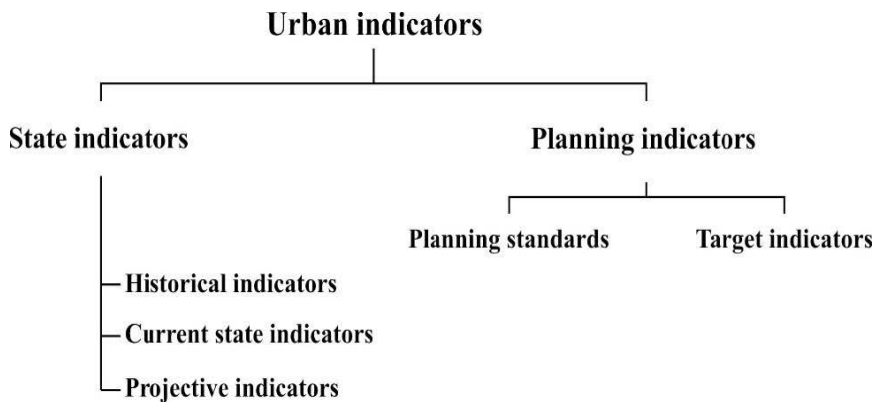 Urban indicators
State indicators
Planning indicators
Planning standards
Target indicators
Historical indicators
Current state indicators
Projective indicators